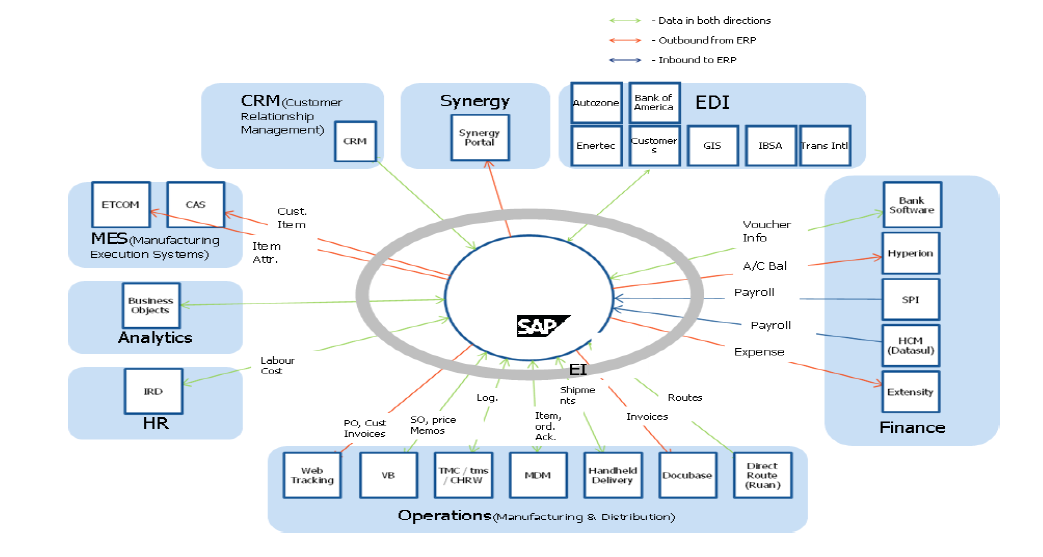 - Data in both directions
- Outbound from ERP
- Inbound to ERP
CRM(Customer
Relationship
Management)
CRM
Synergy
Synergy
Portal
EDI
Autozone
Bank of
America
Enertec
Customer
s
GIS
IBSA
Trans Intl
ETCOM
CAS
MES(Manufacturing
Execution Systems)
Cust.
Item
Item
Attr.
Business
Objects
Analytics
Labour
Cost
IRD
HR
SAP
EI
Voucher
Info
A/C Bal
Payroll
Payroll
Expense
Bank
Software
Hyperion
SPI
HCM
(Datasul)
Extensity
Finance
PO, Cust
Invoices
SO, price
Memos
Log.
Item,
ord.
Ack.
Shipme
nts
Invoices
Routes
Web
Tracking
VB
TMC / tms
/ CHRW
MDM
Handheld
Delivery
Docubase
Direct
Route
(Ruan)
Operations(Manufacturing & Distribution)